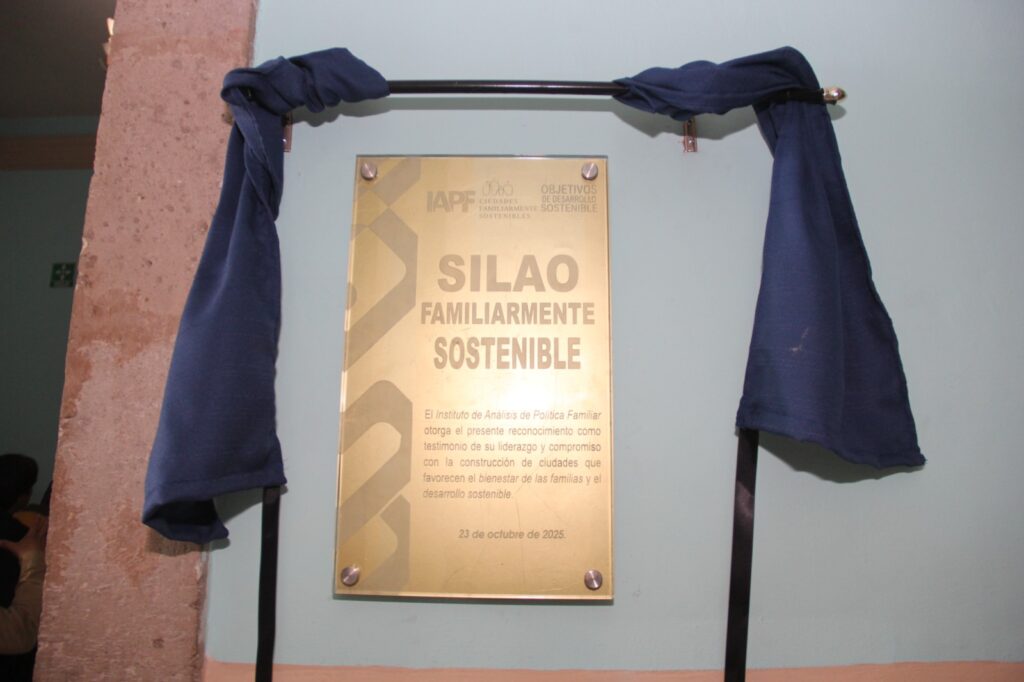 IAPF
CIUDADES
FAMILIARMENTE
SOSTENIBLES
OBJETIVOS
DE DESARROLLO
SOSTENIBLE
SILAO
FAMILIARMENTE
SOSTENIBLE
El Instituto de Análisis de Política Familiar
otorga el presente reconocimiento como
testimonio de su liderazgo y compromiso
con la construcción de ciudades que
favorecen el bienestar de las familias y el
desarrollo sostenible.
23 de octubre de 2025.